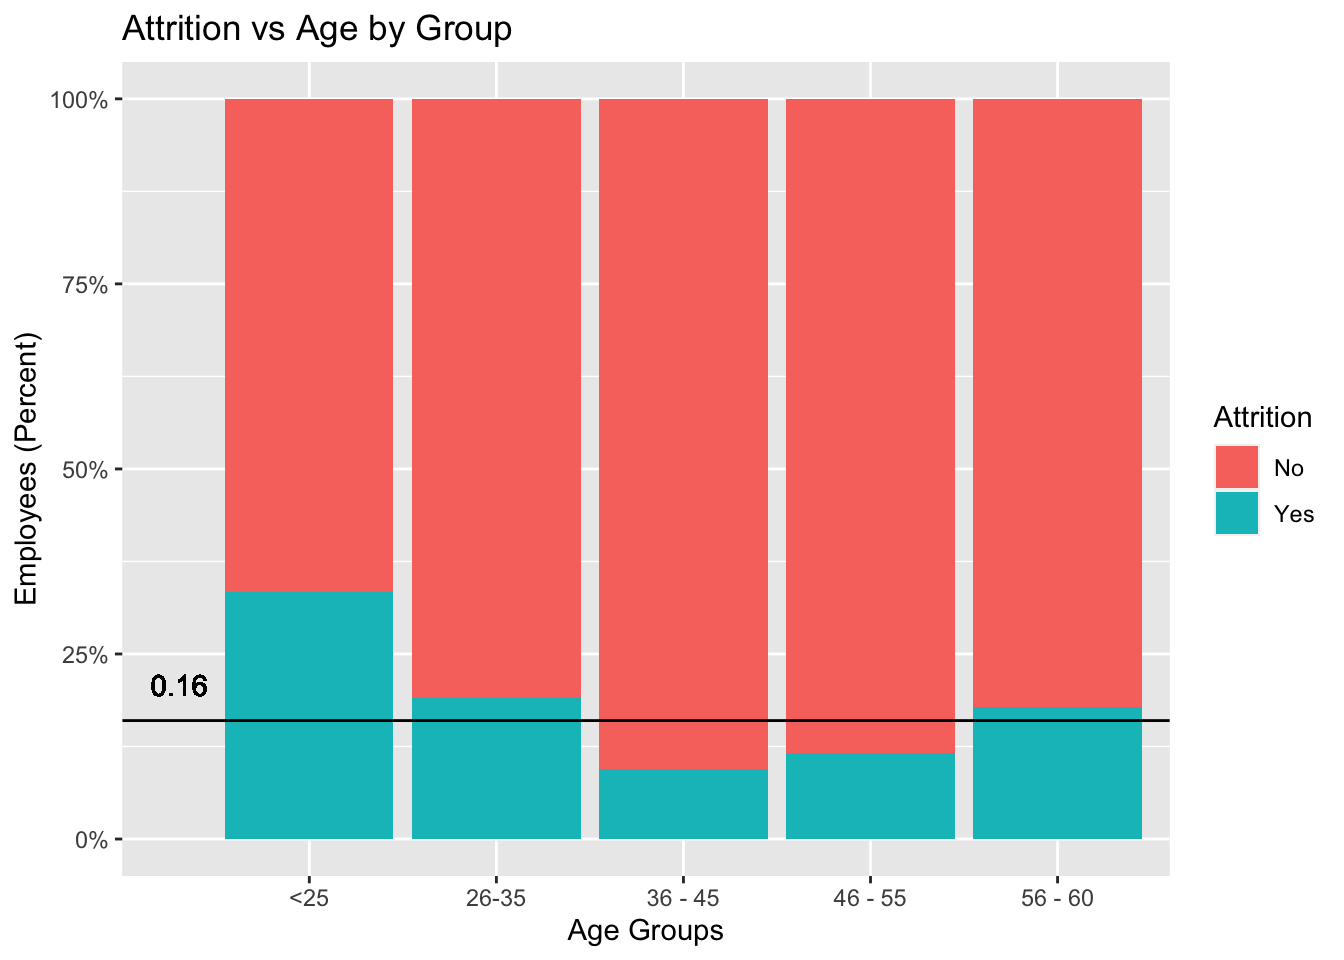 Attrition vs Age by Group
Employees (Percent)
100%
75%
50%
25%
0%
0.16
<25
26-35
36 - 45
46 - 55
56 - 60
Age Groups
Attrition
No
Yes